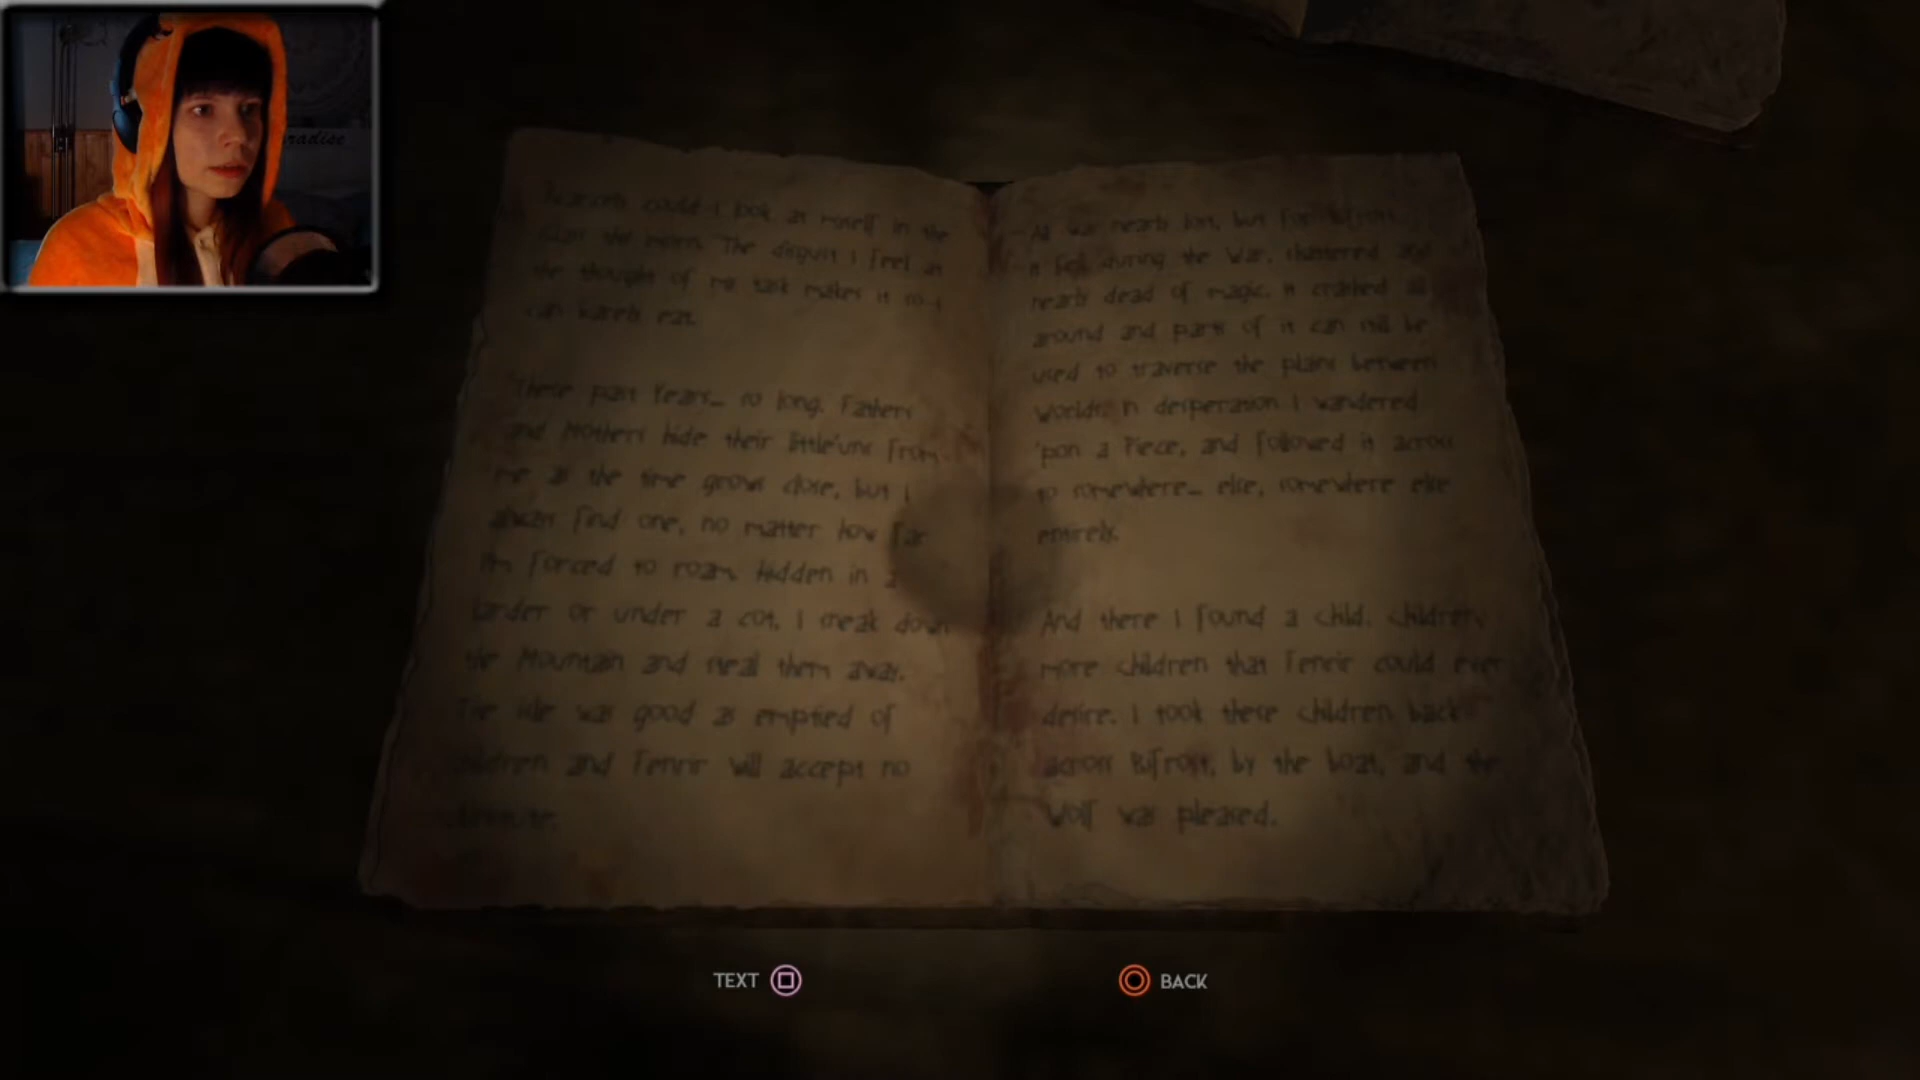 could I look at myself in the
the morn. The disgust I feel at
the thought of my task makes it so I
can barely eat.
These past Years... so long. Fathers
and Mothers hide their little'uns from
me as the time grows close, but I
always find one, no matter how far
I'm forced to roam. Hidden in a
larder or under a cot, I sneak down
the Mountain and steal them away.
The isle was good as emptied of
children and Fenrir will accept no
All was nearly lost, but for Bifrost.
It fell during the War, shattered and
nearly dead of magic. It crashed all
around and parts of it can still be
used to traverse the plains between
worlds. In desperation I wandered
'pon a Piece, and followed it across
to somewhere... else, somewhere else
entirely.
And there I found a child. children,
more children that Fenrir could ever
desire. I took these children back
across Bifrost, by the boat, and the
Wolf was pleased.
TEXT
BACK